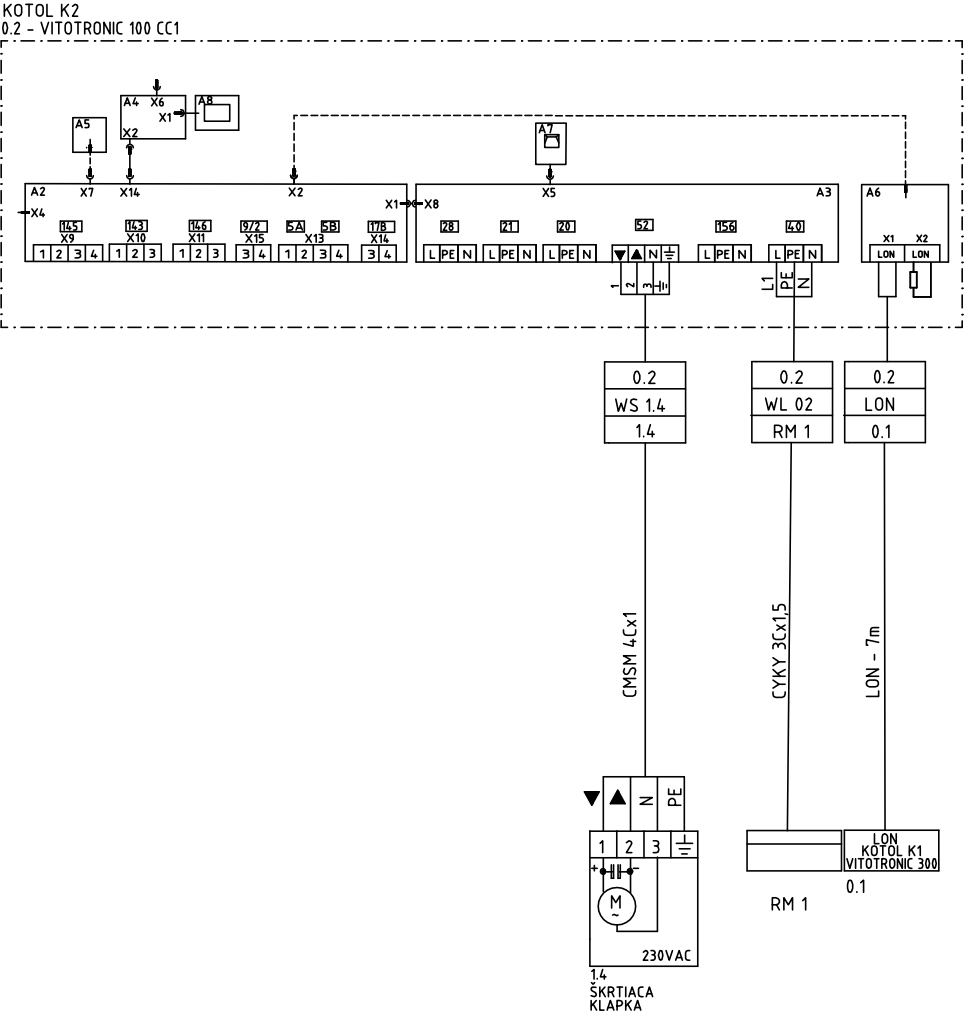 KOTOL K2
0.2 - VITOTRONIC 100 CC1
A4 X6
A8
X1
A5
X2
A7
A2 X7 X14 X2
X5 A3
A6
X4
X1 X8
145 143 146 9/2 5A 5B 17B
28 21 20 52 156 40
X9 X10 X11 X15 X13 X14
X1 X2
1 2 3 4
1 2 3
1 2 3
3 4
1 2 3 4
3 4
L PE N
L PE N
L PE N
▼ ▲ N
L PE N
L PE N
LON LON
1 2 3
L1 PE N
0.2
WS 1.4
1.4
0.2
WL 02
RM 1
0.2
LON
0.1
CMSM 4Cx1
CYKY 3Cx1,5
LON - 7m
▼ ▲ N PE
1 2 3
+ -
M
~
230VAC
1.4
ŠKRTIACA
KLAPKA
RM 1
LON
KOTOL K1
VITOTRONIC 300
0.1